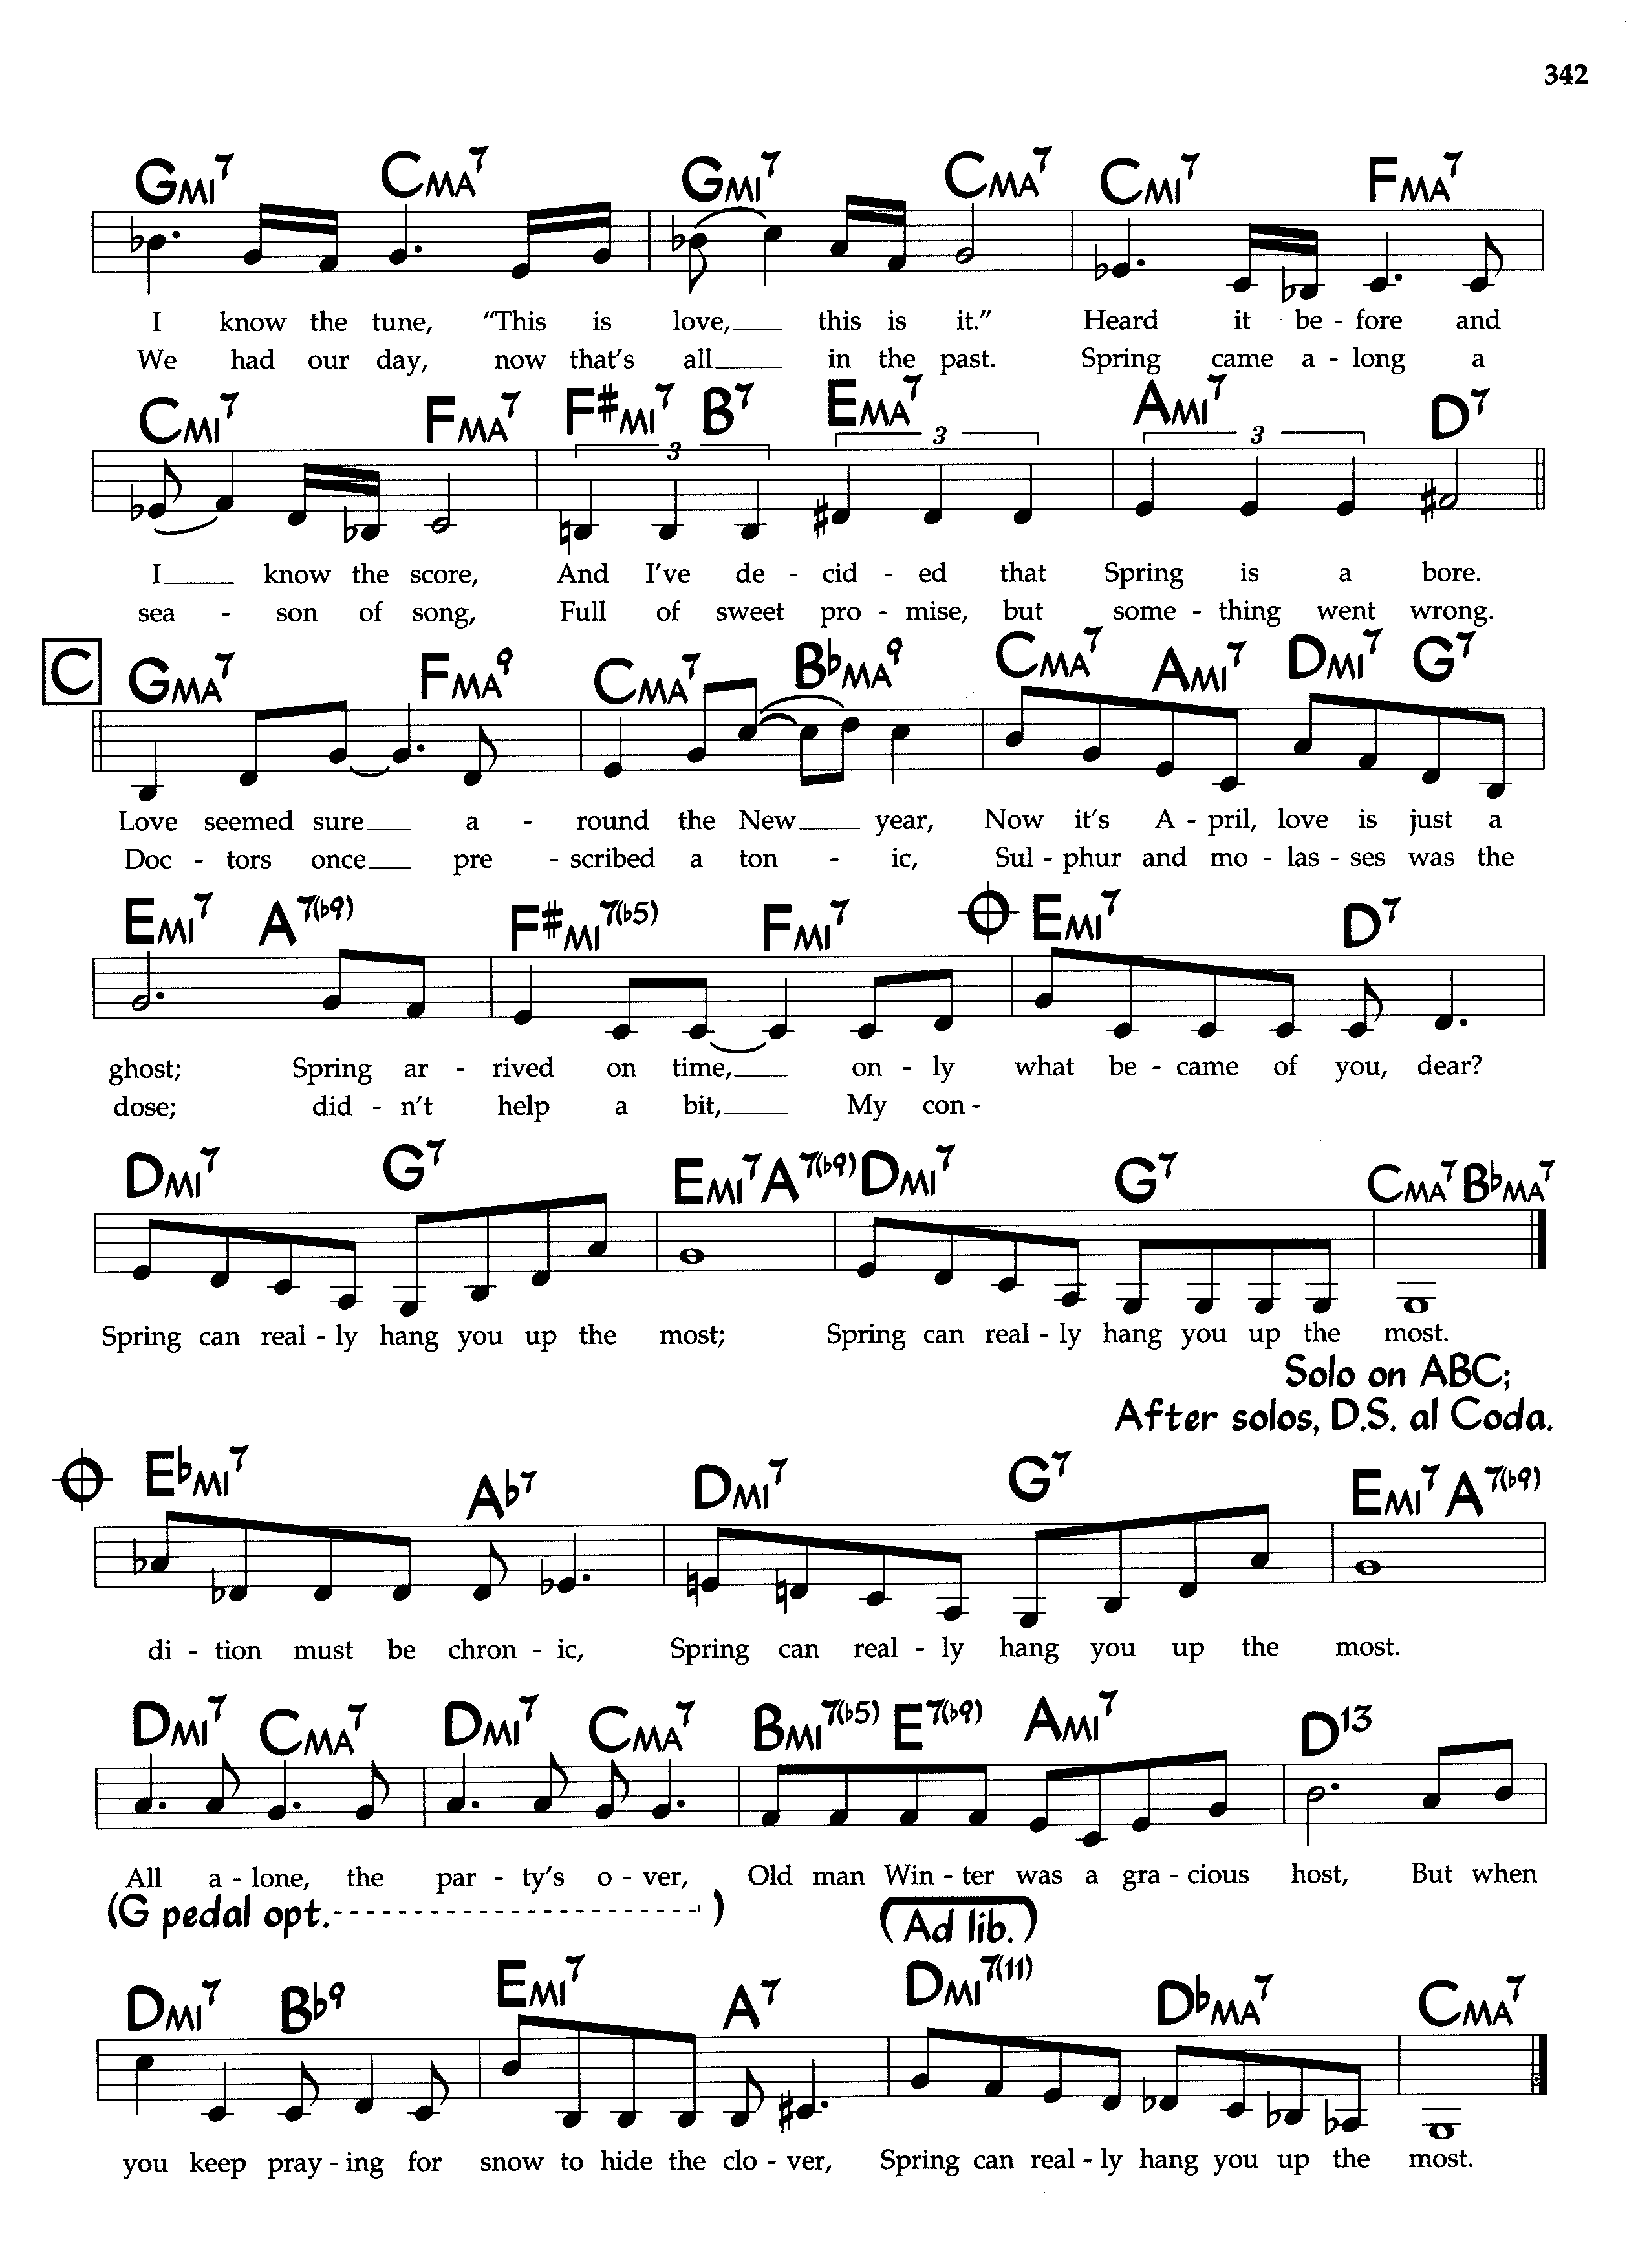 342
GMI7 CMA7 GMI7 CMA7 CMI7 FMA7
I know the tune, “This is love,___ this is it.” Heard it be - fore and
We had our day, now that’s all___ in the past. Spring came a - long a
CMI7 FMA7 F#MI7 B7 EMA7 AMI7 D7
3 3 3
I___ know the score, And I’ve de - cid - ed that Spring is a bore.
sea - son of song, Full of sweet pro - mise, but some - thing went wrong.
C GMA7 FMA9 CMA7 B♭MA9 CMA7 AMI7 DMI7 G7
Love seemed sure___ a - round the New___ year, Now it’s A - pril, love is just a
Doc - tors once___ pre - scribed a ton - ic, Sul - phur and mo - las - ses was the
EMI7 A7(♭9) F#MI7(♭5) FMI7 EMI7 D7
ghost; Spring ar - rived on time,___ on - ly what be - came of you, dear?
dose; did - n’t help a bit,___ My con -
DMI7 G7 EMI7 A7(♭9) DMI7 G7 CMA7 B♭MA7
Spring can real - ly hang you up the most; Spring can real - ly hang you up the most.
Solo on ABC;
After solos, D.S. al Coda.
E♭MI7 A♭7 DMI7 G7 EMI7 A7(♭9)
di - tion must be chron - ic, Spring can real - ly hang you up the most.
DMI7 CMA7 DMI7 CMA7 BMI7(♭5) E7(♭9) AMI7 D13
All a - lone, the par - ty’s o - ver, Old man Win - ter was a gra - cious host, But when
(G pedal opt.----------------------) (Ad lib.)
DMI7 B♭9 EMI7 A7 DMI7(11) D♭MA7 CMA7
you keep pray - ing for snow to hide the clo - ver, Spring can real - ly hang you up the most.